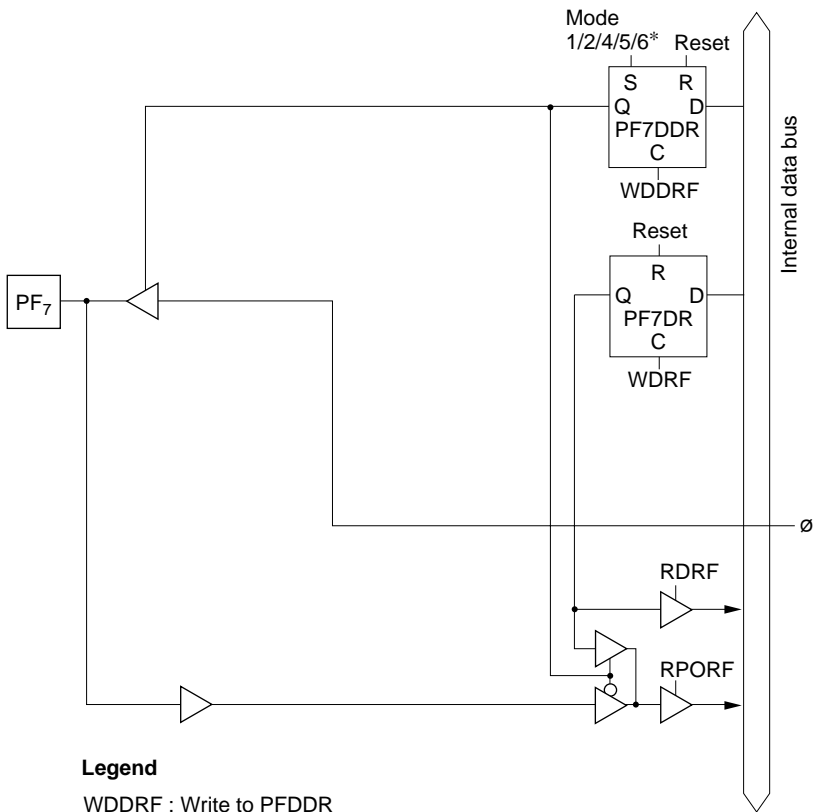 Mode
1/2/4/5/6* Reset
S R
Q D
PF7DDR
C
WDDRF
Internal data bus
Reset
R
Q D
PF7DR
C
WDRF
PF7
ø
RDRF
RPORF
Legend
WDDRF : Write to PFDDR